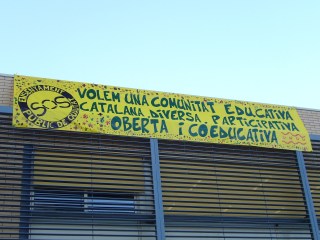 SOS
VOLEM UNA COMUNITAT EDUCATIVA
CATALANA DIVERSA PARTICIPATIVA
OBERTA I COEDUCATIVA